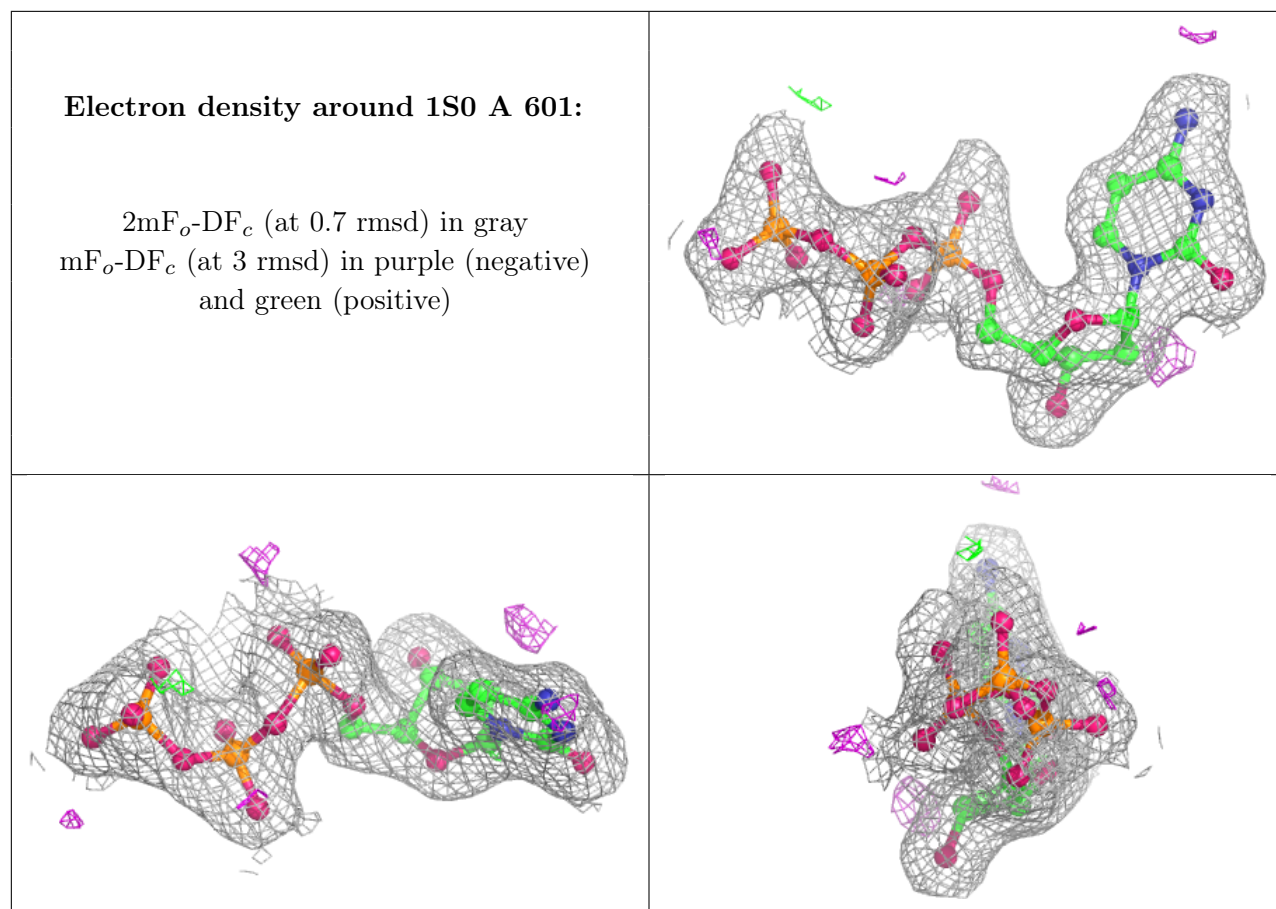 Electron density around 1S0 A 601:
2mFo-DFc (at 0.7 rmsd) in gray
mFo-DFc (at 3 rmsd) in purple (negative)
and green (positive)